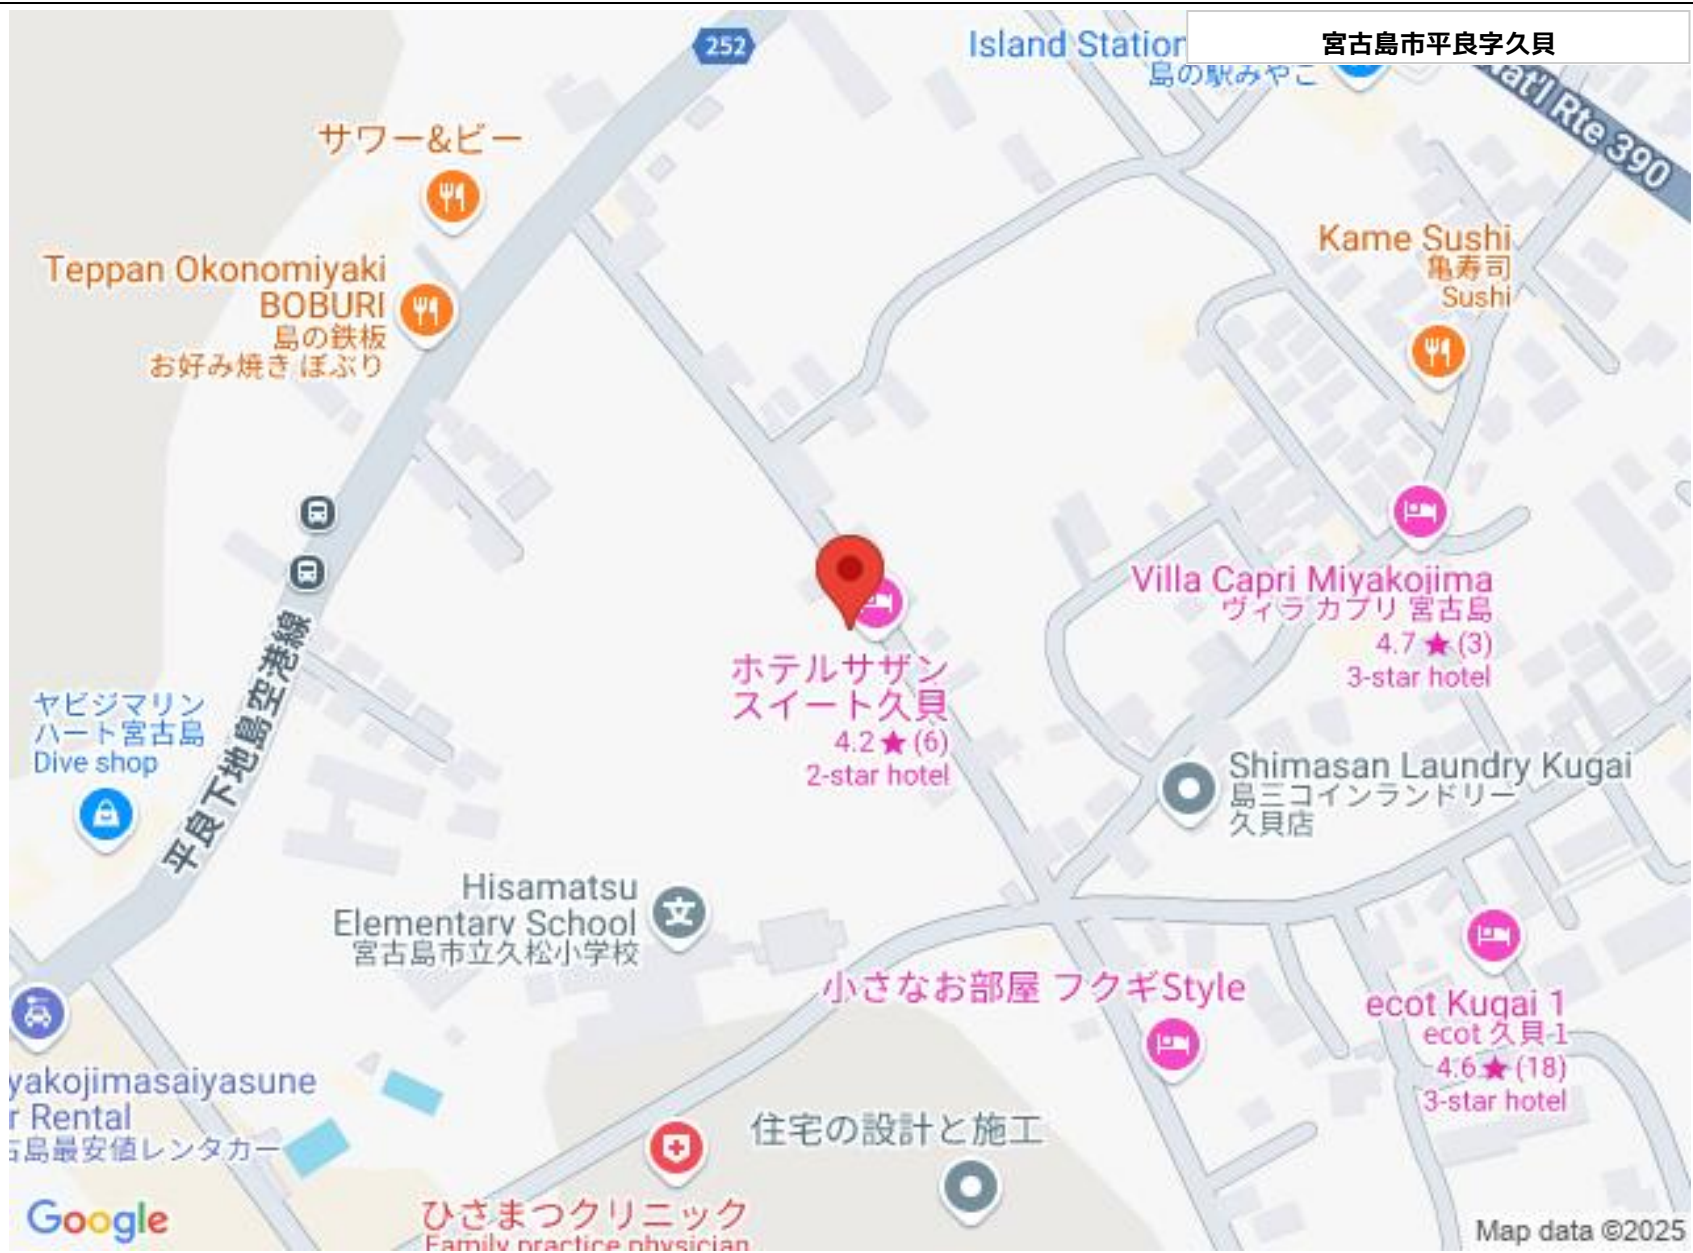 252
Island Station
島の駅みやこ
宮古島市平良字久貝
Nat'l Rte 390
サワー&ビー
Teppan Okonomiyaki
BOBURI
島の鉄板
お好み焼き ぼぶり
Kame Sushi
亀寿司
Sushi
Villa Capri Miyakojima
ヴィラ カプリ 宮古島
4.7 ★ (3)
3-star hotel
平良下地島空港線
ホテルサザン
スイート久貝
4.2 ★ (6)
2-star hotel
ヤビジマリン
ハート宮古島
Dive shop
Shimasan Laundry Kugai
島三コインランドリー
久貝店
Hisamatsu
Elementary School
宮古島市立久松小学校
小さなお部屋 フクギStyle
ecot Kugai 1
ecot 久貝 1
4.6 ★ (18)
3-star hotel
yakojimasaiyasune
r Rental
古島最安値レンタカー
住宅の設計と施工
ひさまつクリニック
Family practice physician
Google
Map data ©2025